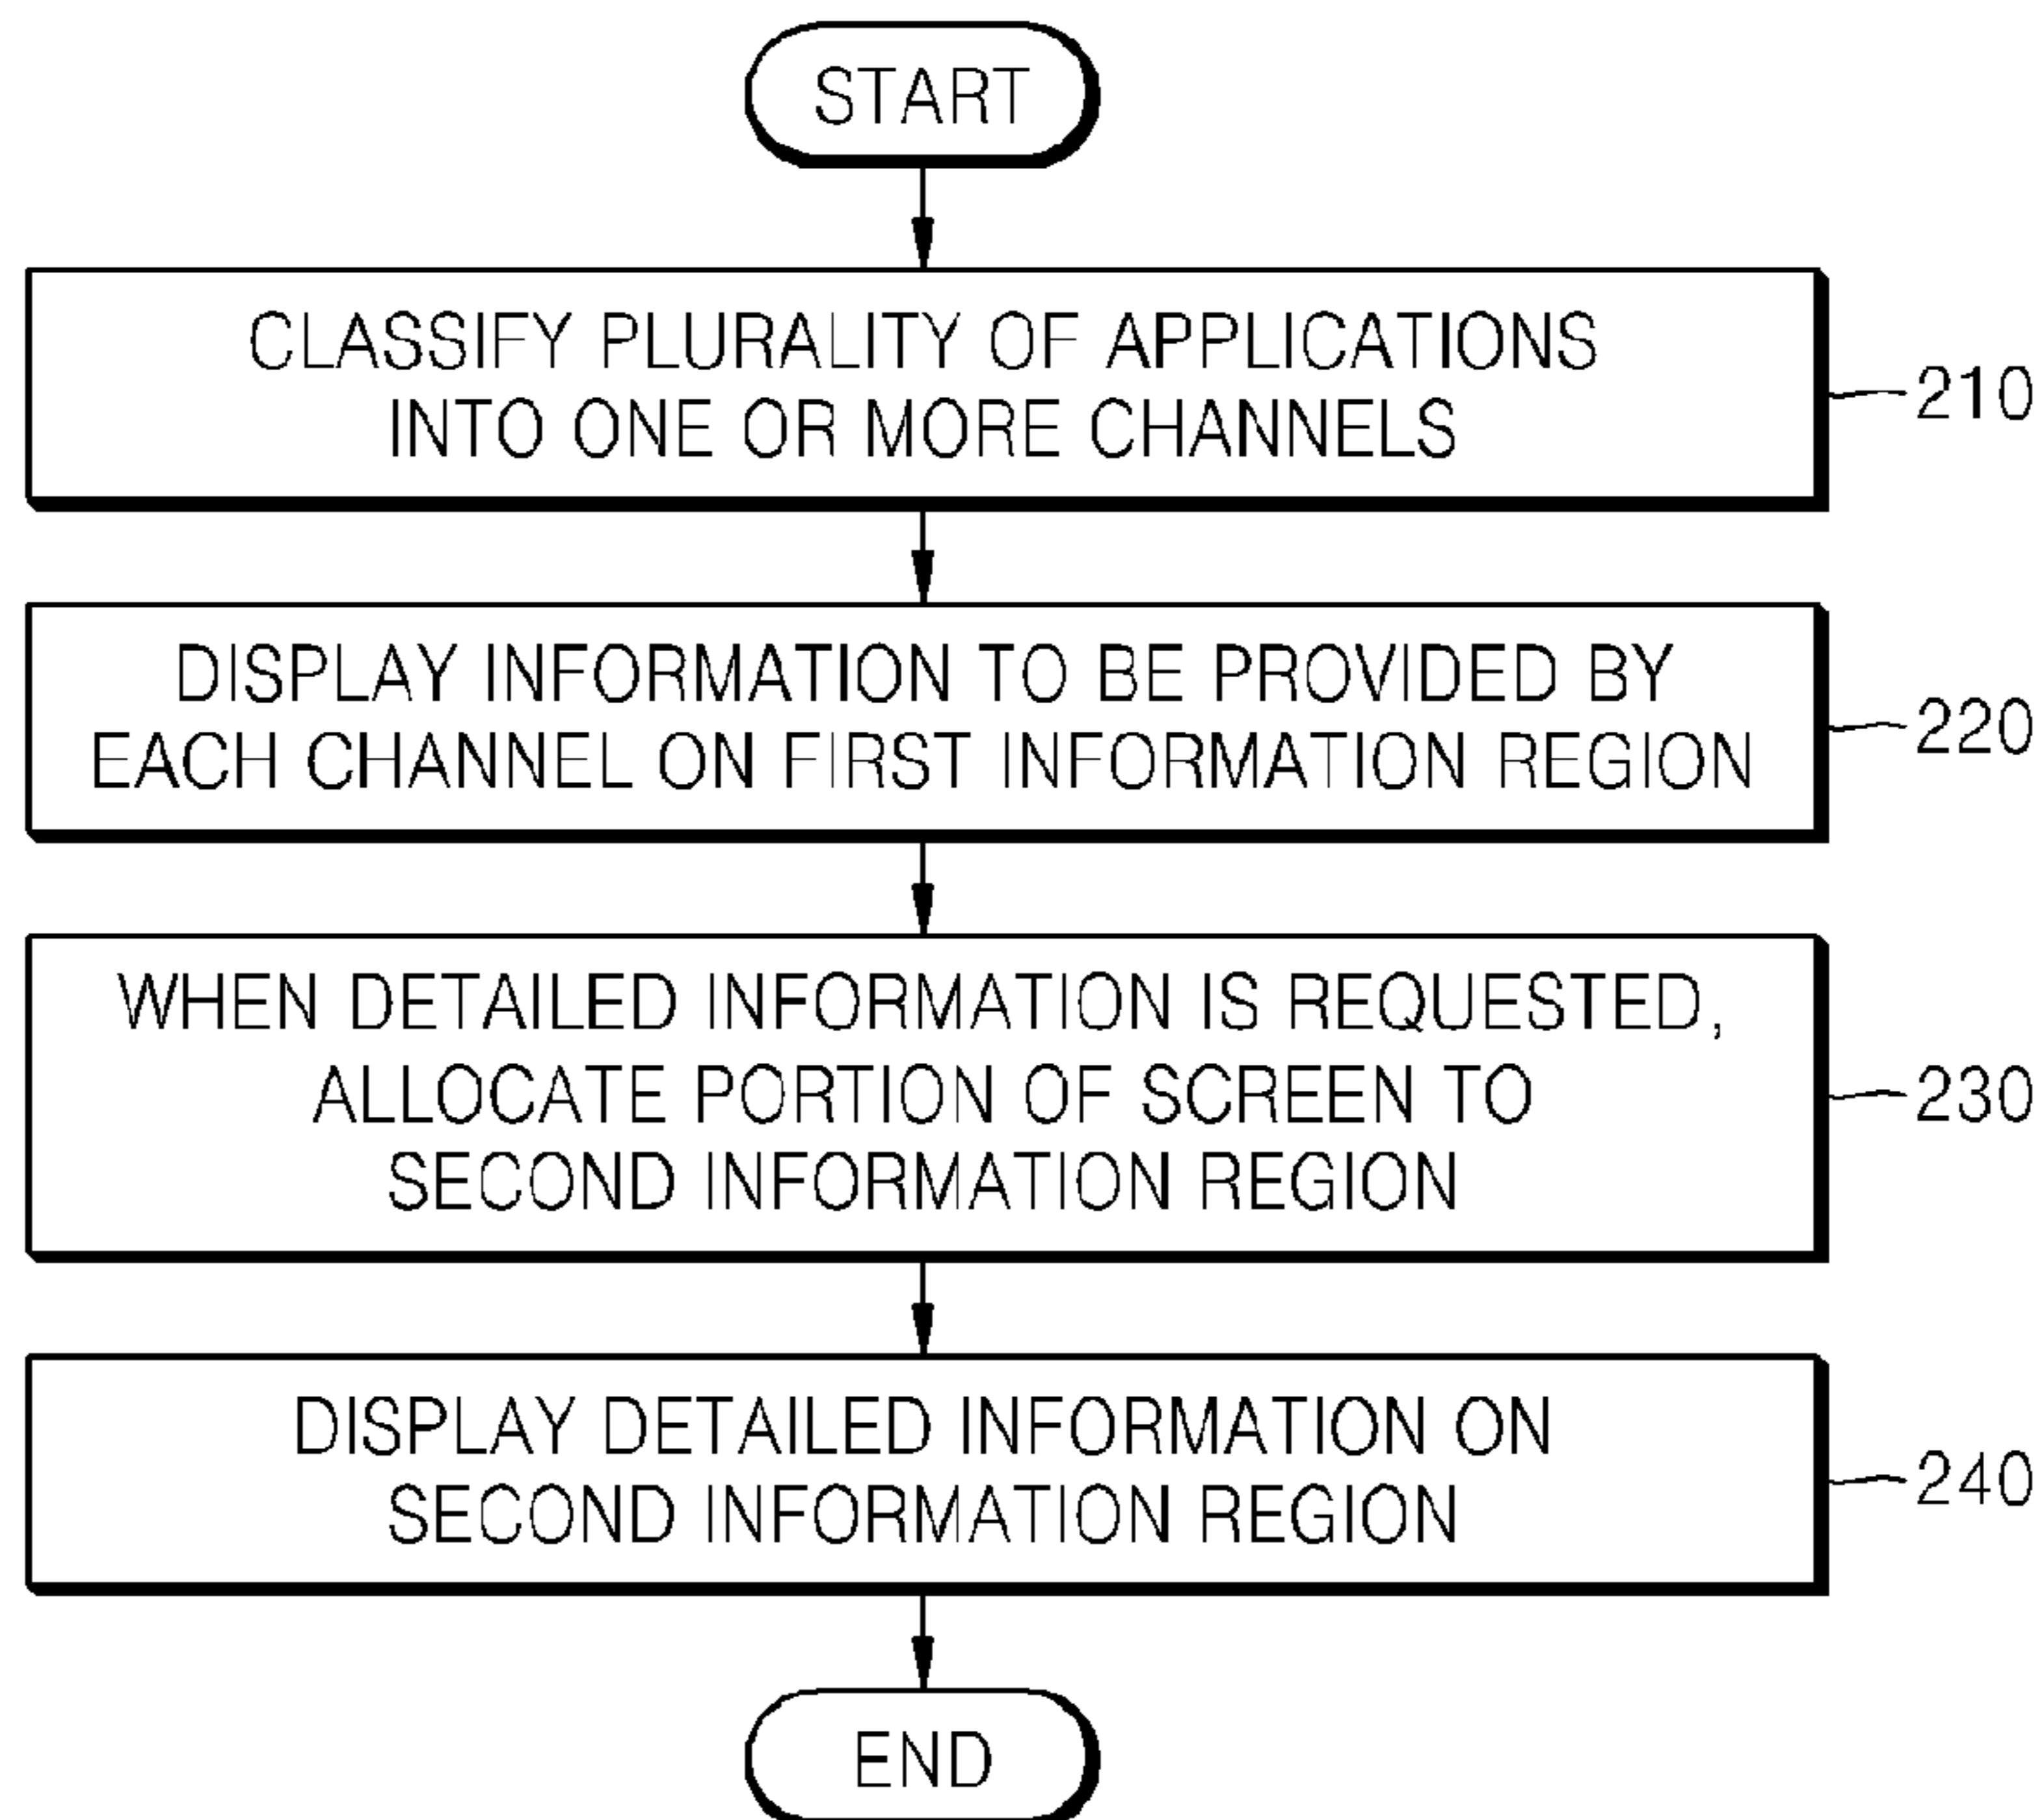 START
CLASSIFY PLURALITY OF APPLICATIONS
INTO ONE OR MORE CHANNELS
210
DISPLAY INFORMATION TO BE PROVIDED BY
EACH CHANNEL ON FIRST INFORMATION REGION
220
WHEN DETAILED INFORMATION IS REQUESTED,
ALLOCATE PORTION OF SCREEN TO
SECOND INFORMATION REGION
230
DISPLAY DETAILED INFORMATION ON
SECOND INFORMATION REGION
240
END